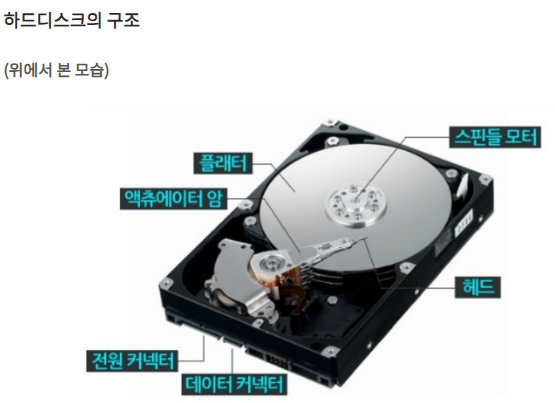 하드디스크의 구조
(위에서 본 모습)
스핀들 모터
플래터
액츄에이터 암
헤드
전원 커넥터
데이터 커넥터